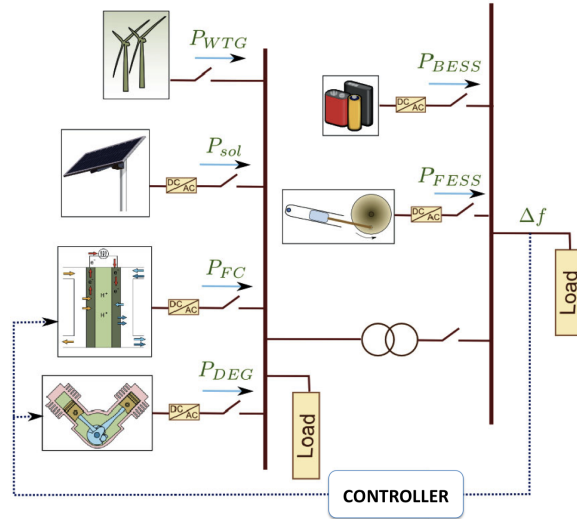 P_WTG
P_BESS
DC
AC
P_sol
DC
AC
P_FESS
DC
AC
Δf
P_FC
H⁺
H⁺
DC
AC
Load
P_DEG
DC
AC
Load
CONTROLLER